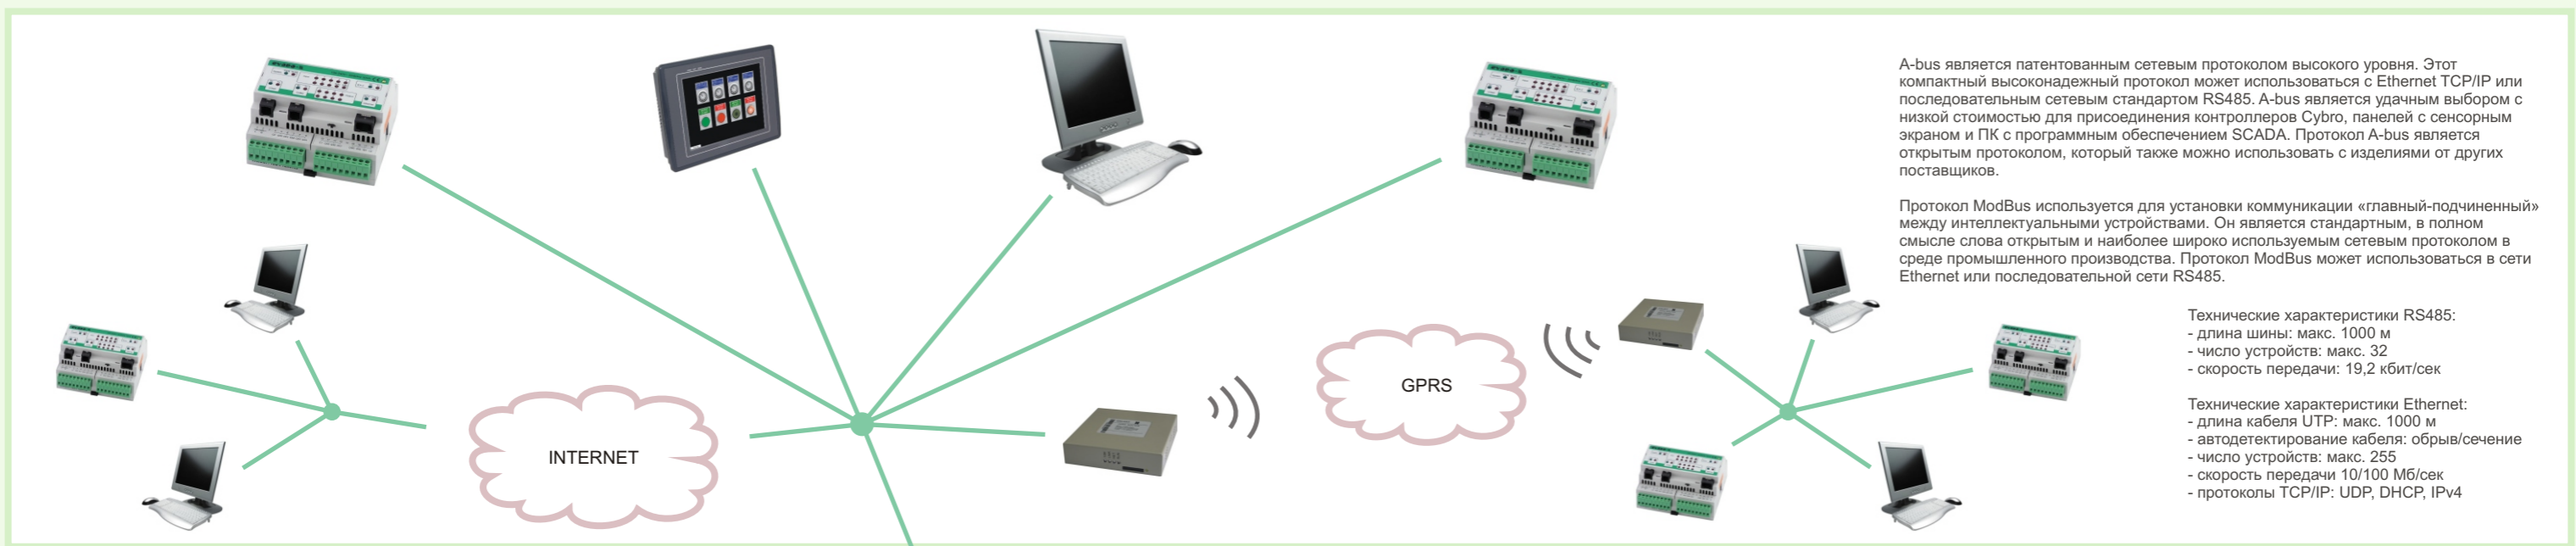 A-bus является патентованным сетевым протоколом высокого уровня. Этот
компактный высоконадежный протокол может использоваться с Ethernet TCP/IP или
последовательным сетевым стандартом RS485. A-bus является удачным выбором с
низкой стоимостью для присоединения контроллеров Cybro, панелей с сенсорным
экраном и ПК с программным обеспечением SCADA. Протокол A-bus является
открытым протоколом, который также можно использовать с изделиями от других
поставщиков.
Протокол ModBus используется для установки коммуникации «главный-подчиненный»
между интеллектуальными устройствами. Он является стандартным, в полном
смысле слова открытым и наиболее широко используемым сетевым протоколом в
среде промышленного производства. Протокол ModBus может использоваться в сети
Ethernet или последовательной сети RS485.
Технические характеристики RS485:
- длина шины: макс. 1000 м
- число устройств: макс. 32
- скорость передачи: 19,2 кбит/сек
Технические характеристики Ethernet:
- длина кабеля UTP: макс. 1000 м
- автодетектирование кабеля: обрыв/сечение
- число устройств: макс. 255
- скорость передачи 10/100 Мб/сек
- протоколы TCP/IP: UDP, DHCP, IPv4
INTERNET
GPRS